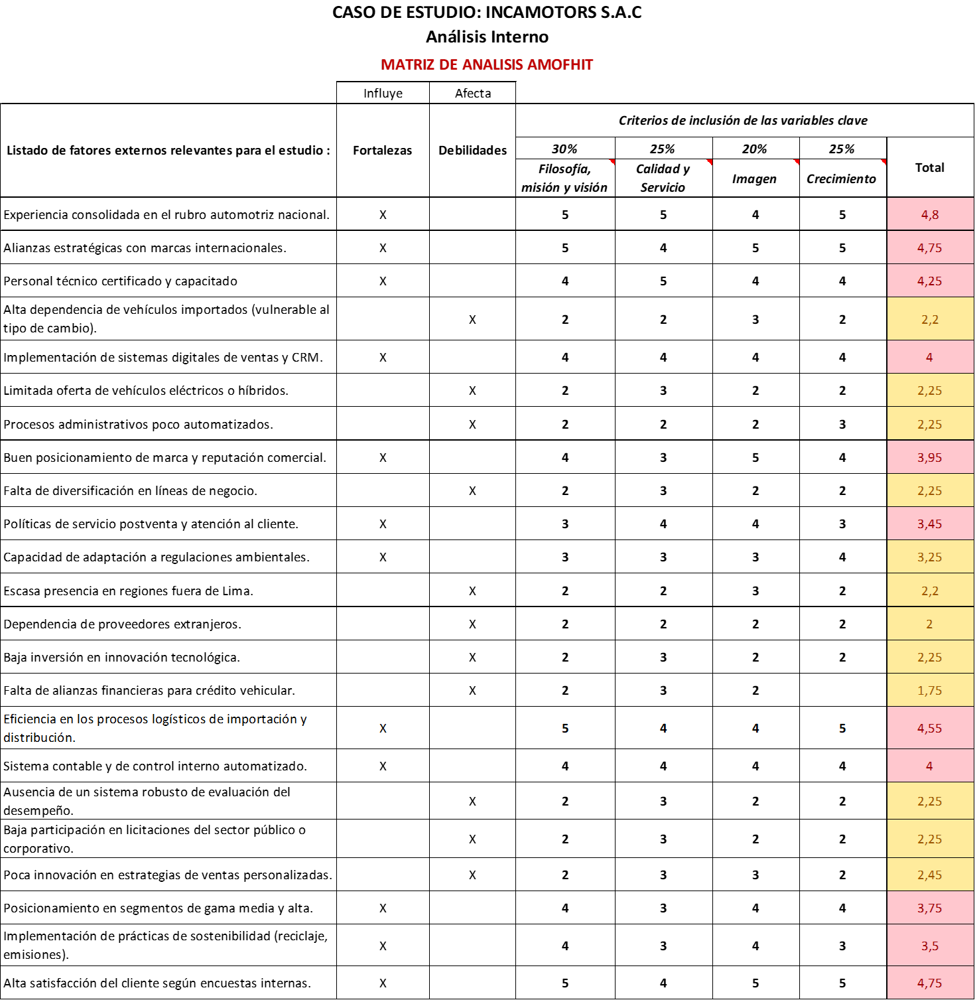 CASO DE ESTUDIO: INCAMOTORS S.A.C
Análisis Interno
MATRIZ DE ANALISIS AMOFHIT
Influye Afecta
Listado de fatores externos relevantes para el estudio : Fortalezas Debilidades Criterios de inclusión de las variables clave
30% 25% 20% 25% Total
Filosofía, misión y visión Calidad y Servicio Imagen Crecimiento
Experiencia consolidada en el rubro automotriz nacional. X 5 5 4 5 4,8
Alianzas estratégicas con marcas internacionales. X 5 4 5 5 4,75
Personal técnico certificado y capacitado X 4 5 4 4 4,25
Alta dependencia de vehículos importados (vulnerable al
tipo de cambio). X 2 2 3 2 2,2
Implementación de sistemas digitales de ventas y CRM. X 4 4 4 4 4
Limitada oferta de vehículos eléctricos o híbridos. X 2 3 2 2 2,25
Procesos administrativos poco automatizados. X 2 2 2 3 2,25
Buen posicionamiento de marca y reputación comercial. X 4 3 5 4 3,95
Falta de diversificación en líneas de negocio. X 2 3 2 2 2,25
Políticas de servicio postventa y atención al cliente. X 3 4 4 3 3,45
Capacidad de adaptación a regulaciones ambientales. X 3 3 3 4 3,25
Escasa presencia en regiones fuera de Lima. X 2 2 3 2 2,2
Dependencia de proveedores extranjeros. X 2 2 2 2 2
Baja inversión en innovación tecnológica. X 2 3 2 2 2,25
Falta de alianzas financieras para crédito vehicular. X 2 3 2 1,75
Eficiencia en los procesos logísticos de importación y
distribución. X 5 4 4 5 4,55
Sistema contable y de control interno automatizado. X 4 4 4 4 4
Ausencia de un sistema robusto de evaluación del
desempeño. X 2 3 2 2 2,25
Baja participación en licitaciones del sector público o
corporativo. X 2 3 2 2 2,25
Poca innovación en estrategias de ventas personalizadas. X 2 3 3 2 2,45
Posicionamiento en segmentos de gama media y alta. X 4 3 4 4 3,75
Implementación de prácticas de sostenibilidad (reciclaje,
emisiones). X 4 3 4 3 3,5
Alta satisfacción del cliente según encuestas internas. X 5 4 5 5 4,75